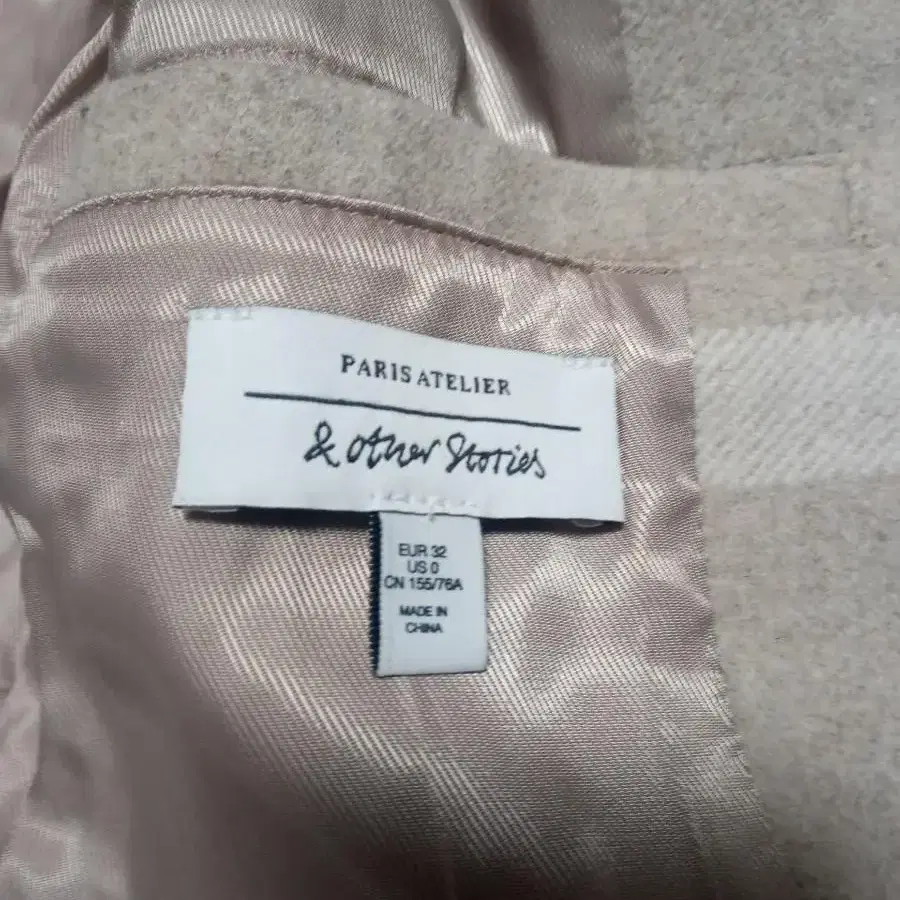 PARIS ATELIER
& other Stories
EUR 32
US 0
CN 155/76A
MADE IN
CHINA